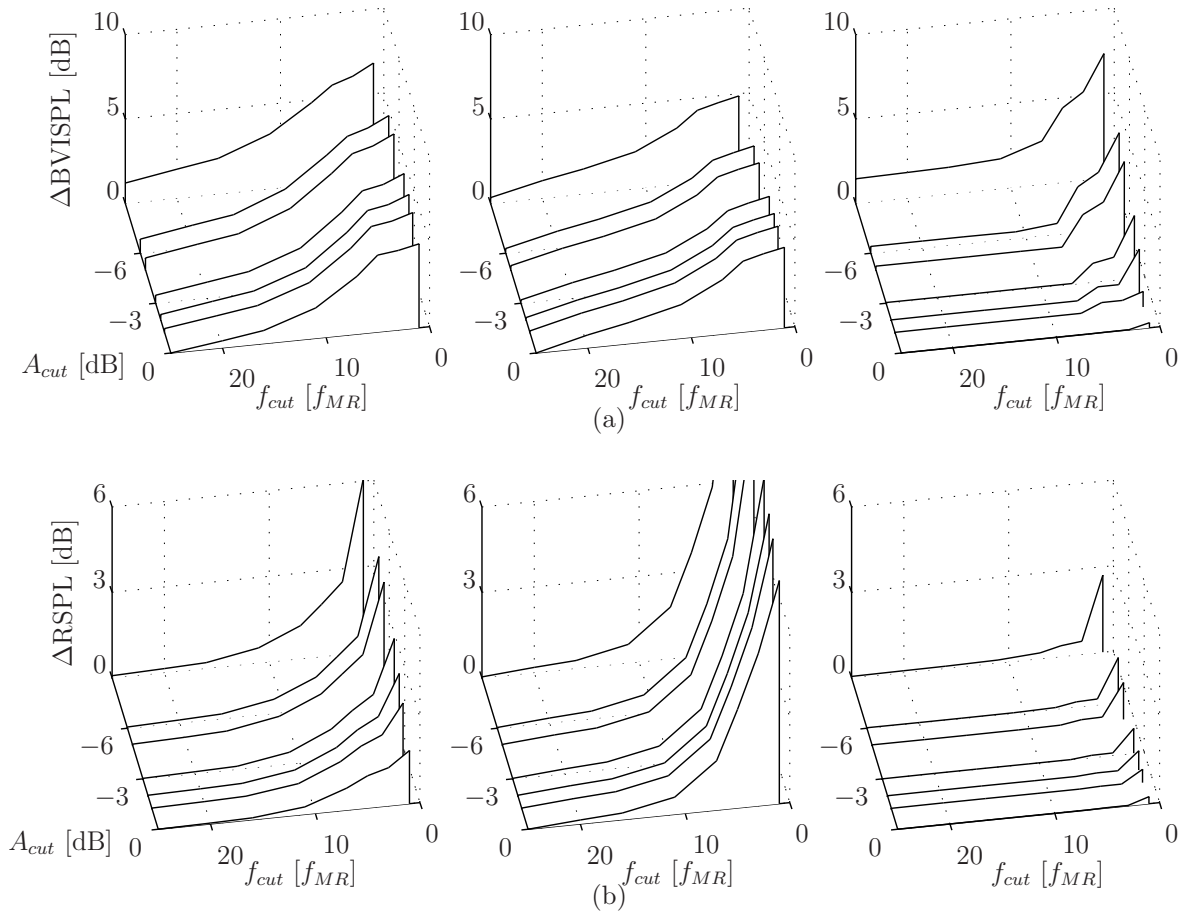 10 10 10
ΔBVISPL [dB]
5 5 5
0 0 0
−6 −6 −6
−3 −3 −3
A_cut [dB] 0 20 10 0 0 20 10 0 0 20 10 0
f_cut [f_MR] f_cut [f_MR] f_cut [f_MR]
(a)
6 6 6
ΔRSPL [dB]
3 3 3
0 0 0
−6 −6 −6
−3 −3 −3
A_cut [dB] 0 20 10 0 0 20 10 0 0 20 10 0
f_cut [f_MR] f_cut [f_MR] f_cut [f_MR]
(b)